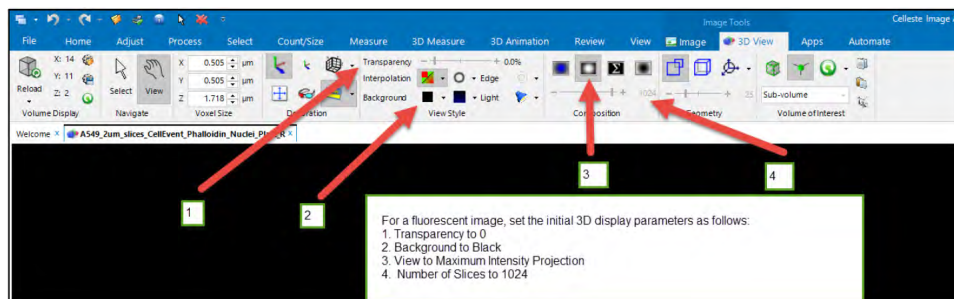 Image Tools
Celleste Image
File Home Adjust Process Select Count/Size Measure 3D Measure 3D Animation Review View Image 3D View Apps Automate
X: 14 X 0.505 µm Transparency 0.0%
Y: 11 Y 0.505 µm Interpolation Edge
Reload Z: 2 Select View Z 1.718 µm Background Light 1024 Sub-volume
Volume Display Navigate Voxel Size View Style Composition Geometry Volume of Interest
Welcome × A549_2um_slices_CellEvent_Phalloidin_Nuclei_
1
2
3
4
For a fluorescent image, set the initial 3D display parameters as follows:
1. Transparency to 0
2. Background to Black
3. View to Maximum Intensity Projection
4. Number of Slices to 1024